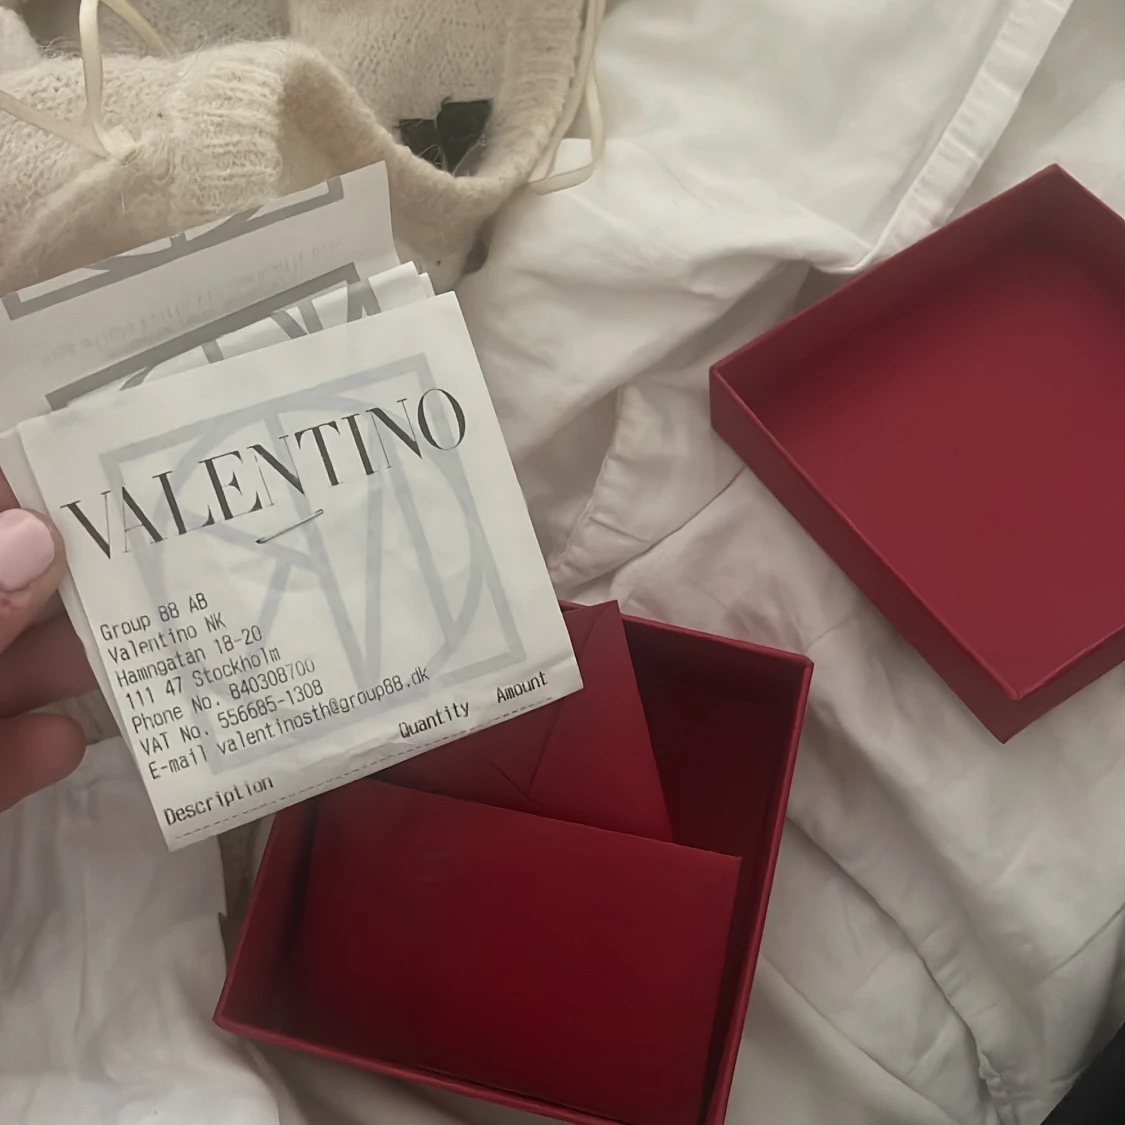 VALENTINO
Group 88 AB
Valentino NK
Hamngatan 18-20
111 47 Stockholm
Phone No. 840308700
VAT No. 556685-1308
E-mail valentinosth@group88.dk
Description Quantity Amount